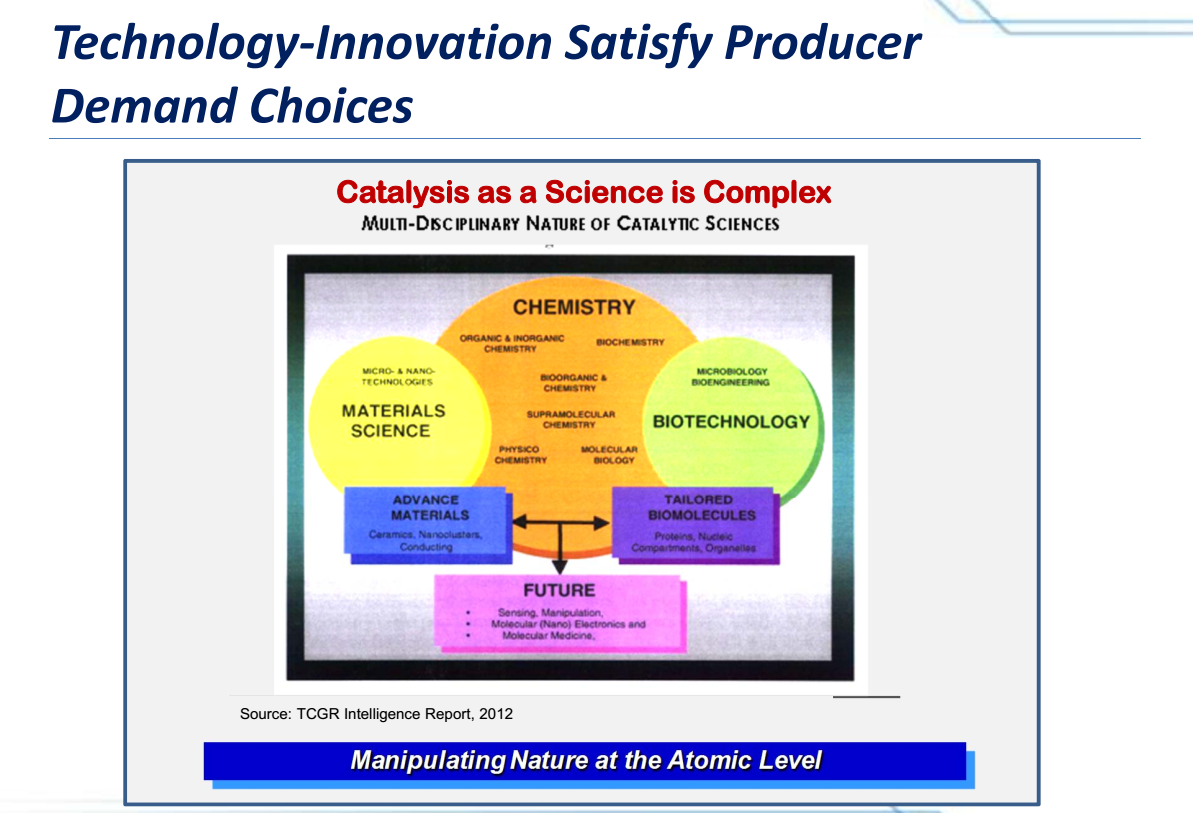 Technology-Innovation Satisfy Producer
Demand Choices
Catalysis as a Science is Complex
MULTI-DISCIPLINARY NATURE OF CATALYTIC SCIENCES
CHEMISTRY
ORGANIC & INORGANIC
CHEMISTRY
BIOCHEMISTRY
BIOORGANIC &
CHEMISTRY
SUPRAMOLECULAR
CHEMISTRY
PHYSICO
CHEMISTRY
MOLECULAR
BIOLOGY
MICRO- & NANO-
TECHNOLOGIES
MATERIALS
SCIENCE
MICROBIOLOGY
BIOENGINEERING
BIOTECHNOLOGY
ADVANCE
MATERIALS
Ceramics, Nanoclusters,
Conducting
TAILORED
BIOMOLECULES
Proteins, Nucleic
Compartments, Organelles
FUTURE
• Sensing, Manipulation,
• Molecular (Nano) Electronics and
• Molecular Medicine,
Source: TCGR Intelligence Report, 2012
Manipulating Nature at the Atomic Level